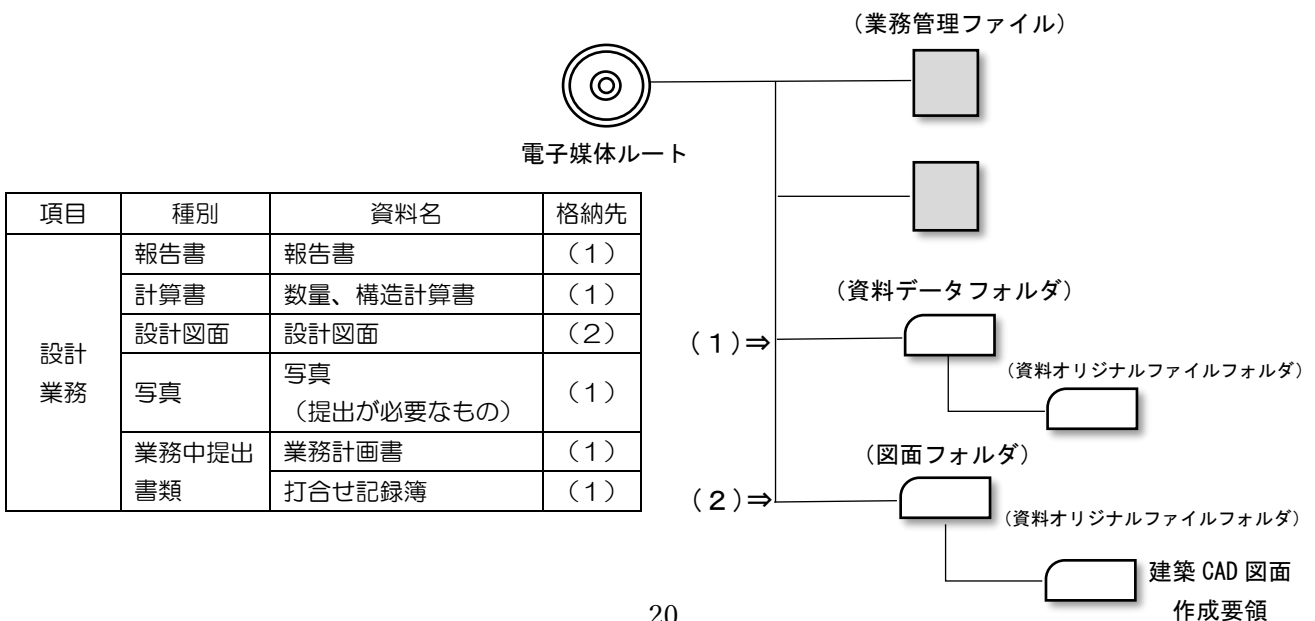 （業務管理ファイル）
電子媒体ルート
項目 種別 資料名 格納先
設計
業務
報告書 報告書 （１）
計算書 数量、構造計算書 （１）
設計図面 設計図面 （２）
写真 写真
（提出が必要なもの） （１）
業務中提出
書類
業務計画書 （１）
打合せ記録簿 （１）
（資料データフォルダ）
（１）⇒
（資料オリジナルファイルフォルダ）
（図面フォルダ）
（２）⇒
（資料オリジナルファイルフォルダ）
建築 CAD 図面
作成要領
20